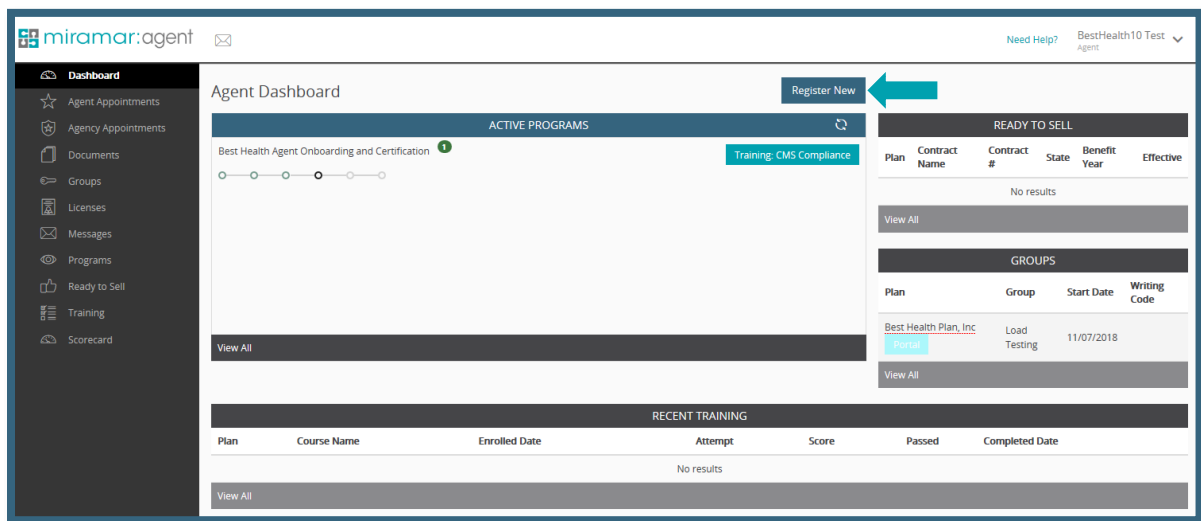 miramar:agent
Need Help?
BestHealth10 Test
Agent
Dashboard
Agent Appointments
Agency Appointments
Documents
Groups
Licenses
Messages
Programs
Ready to Sell
Training
Scorecard
Agent Dashboard
Register New
ACTIVE PROGRAMS
Best Health Agent Onboarding and Certification 1
Training: CMS Compliance
View All
READY TO SELL
Plan Contract Name Contract # State Benefit Year Effective
No results
View All
GROUPS
Plan Group Start Date Writing Code
Best Health Plan, Inc Load Testing 11/07/2018
Portal
View All
RECENT TRAINING
Plan Course Name Enrolled Date Attempt Score Passed Completed Date
No results
View All